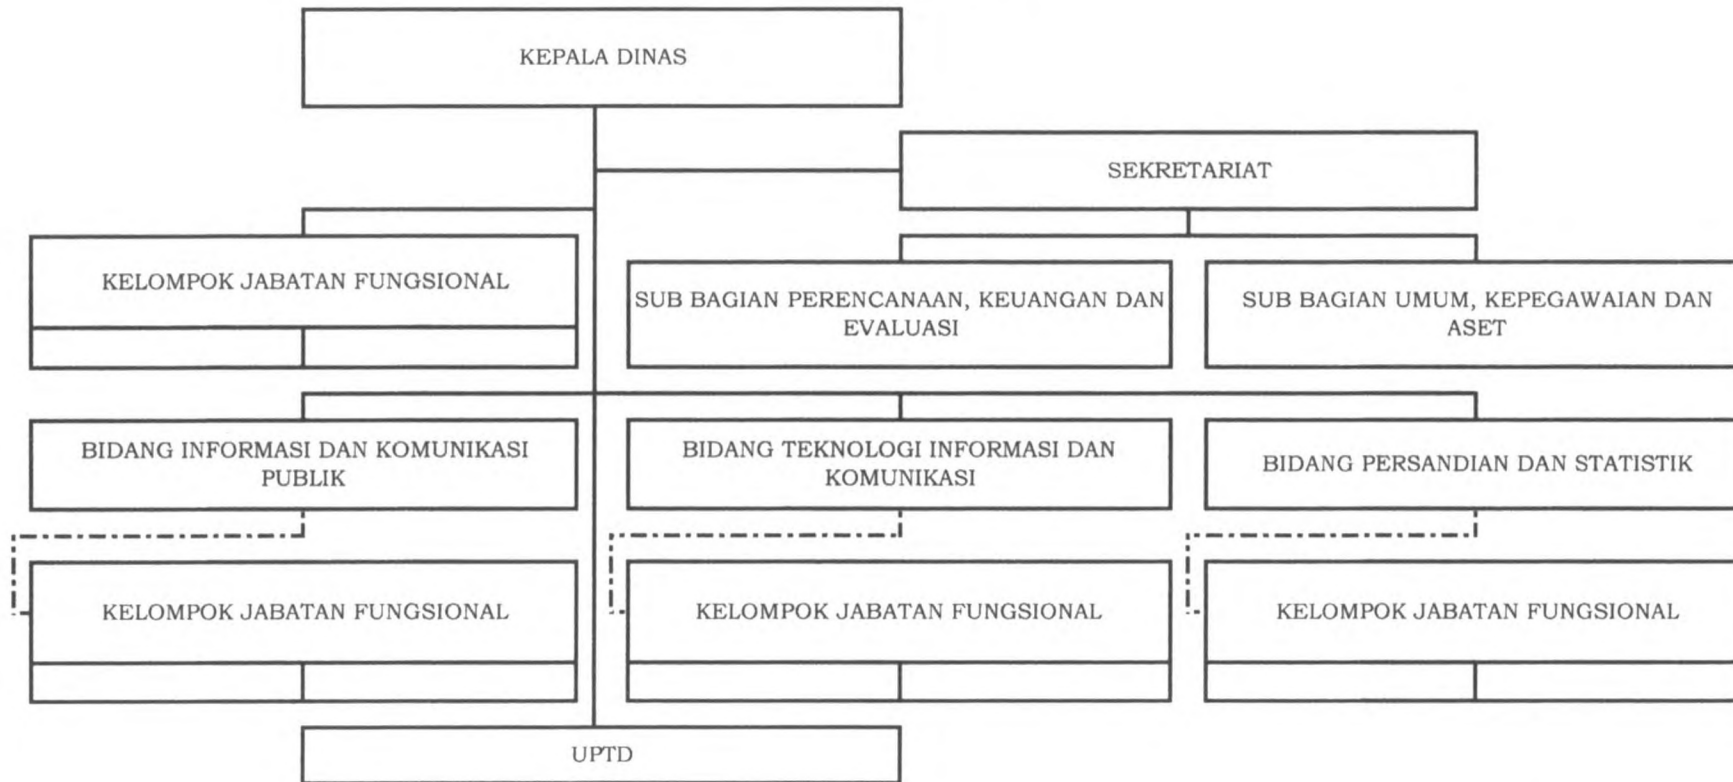 KEPALA DINAS
SEKRETARIAT
KELOMPOK JABATAN FUNGSIONAL
SUB BAGIAN PERENCANAAN, KEUANGAN DAN
EVALUASI
SUB BAGIAN UMUM, KEPEGAWAIAN DAN
ASET
BIDANG INFORMASI DAN KOMUNIKASI
PUBLIK
BIDANG TEKNOLOGI INFORMASI DAN
KOMUNIKASI
BIDANG PERSANDIAN DAN STATISTIK
KELOMPOK JABATAN FUNGSIONAL
KELOMPOK JABATAN FUNGSIONAL
KELOMPOK JABATAN FUNGSIONAL
UPTD